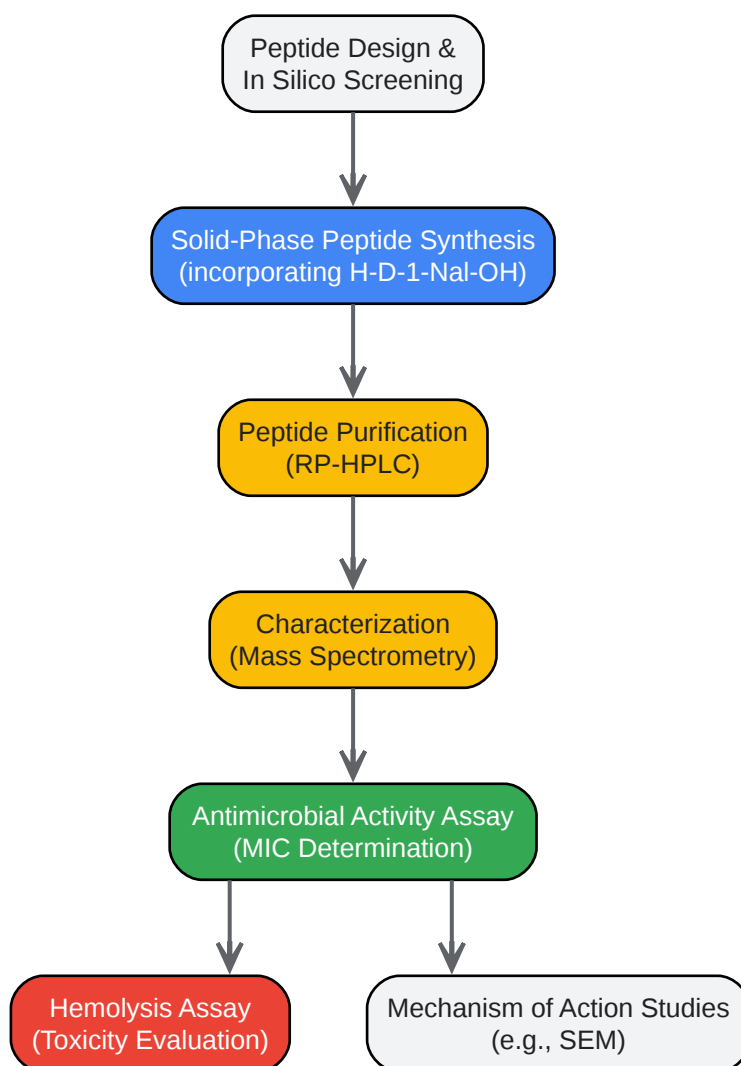 Peptide Design &
In Silico Screening
Solid-Phase Peptide Synthesis
(incorporating H-D-1-Nal-OH)
Peptide Purification
(RP-HPLC)
Characterization
(Mass Spectrometry)
Antimicrobial Activity Assay
(MIC Determination)
Hemolysis Assay
(Toxicity Evaluation)
Mechanism of Action Studies
(e.g., SEM)